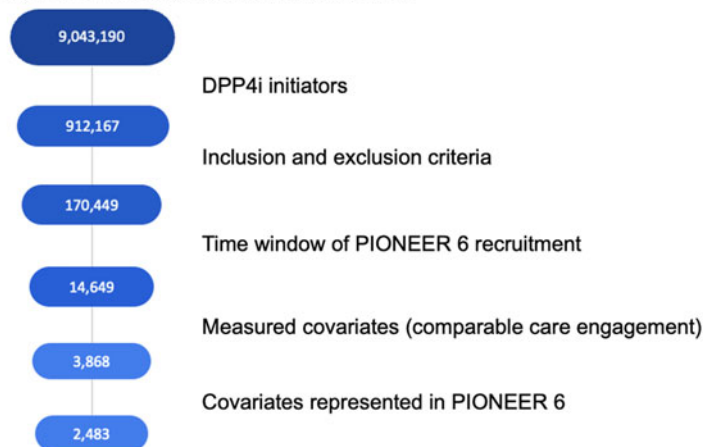 9,043,190
DPP4i initiators
912,167
Inclusion and exclusion criteria
170,449
Time window of PIONEER 6 recruitment
14,649
Measured covariates (comparable care engagement)
3,868
Covariates represented in PIONEER 6
2,483